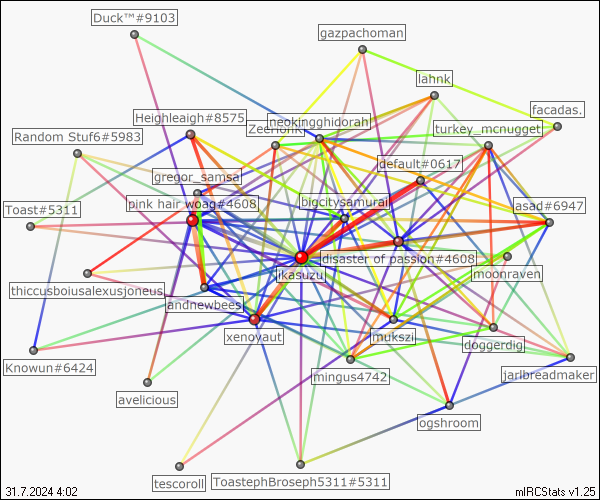 Duck™#9103
gazpachoman
lahnk
facadas.
Heighleaigh#8575
neokingghidorah
turkey_mcnugget
Random Stuf6#5983
default#0617
gregor_samsa
Toast#5311
pink hair woag#4608
bigcitysamurai
asad#6947
disaster of passion#4608
ikasuzu
moonraven
thiccusboiusalexusjoneus
andnewbees
xenovaut
mukszi
doggerdig
Knowun#6424
mingus4742
jarlbreadmaker
avelicious
ogshroom
tescoroll
ToastephBroseph5311#5311
31.7.2024 4:02
mIRCStats v1.25